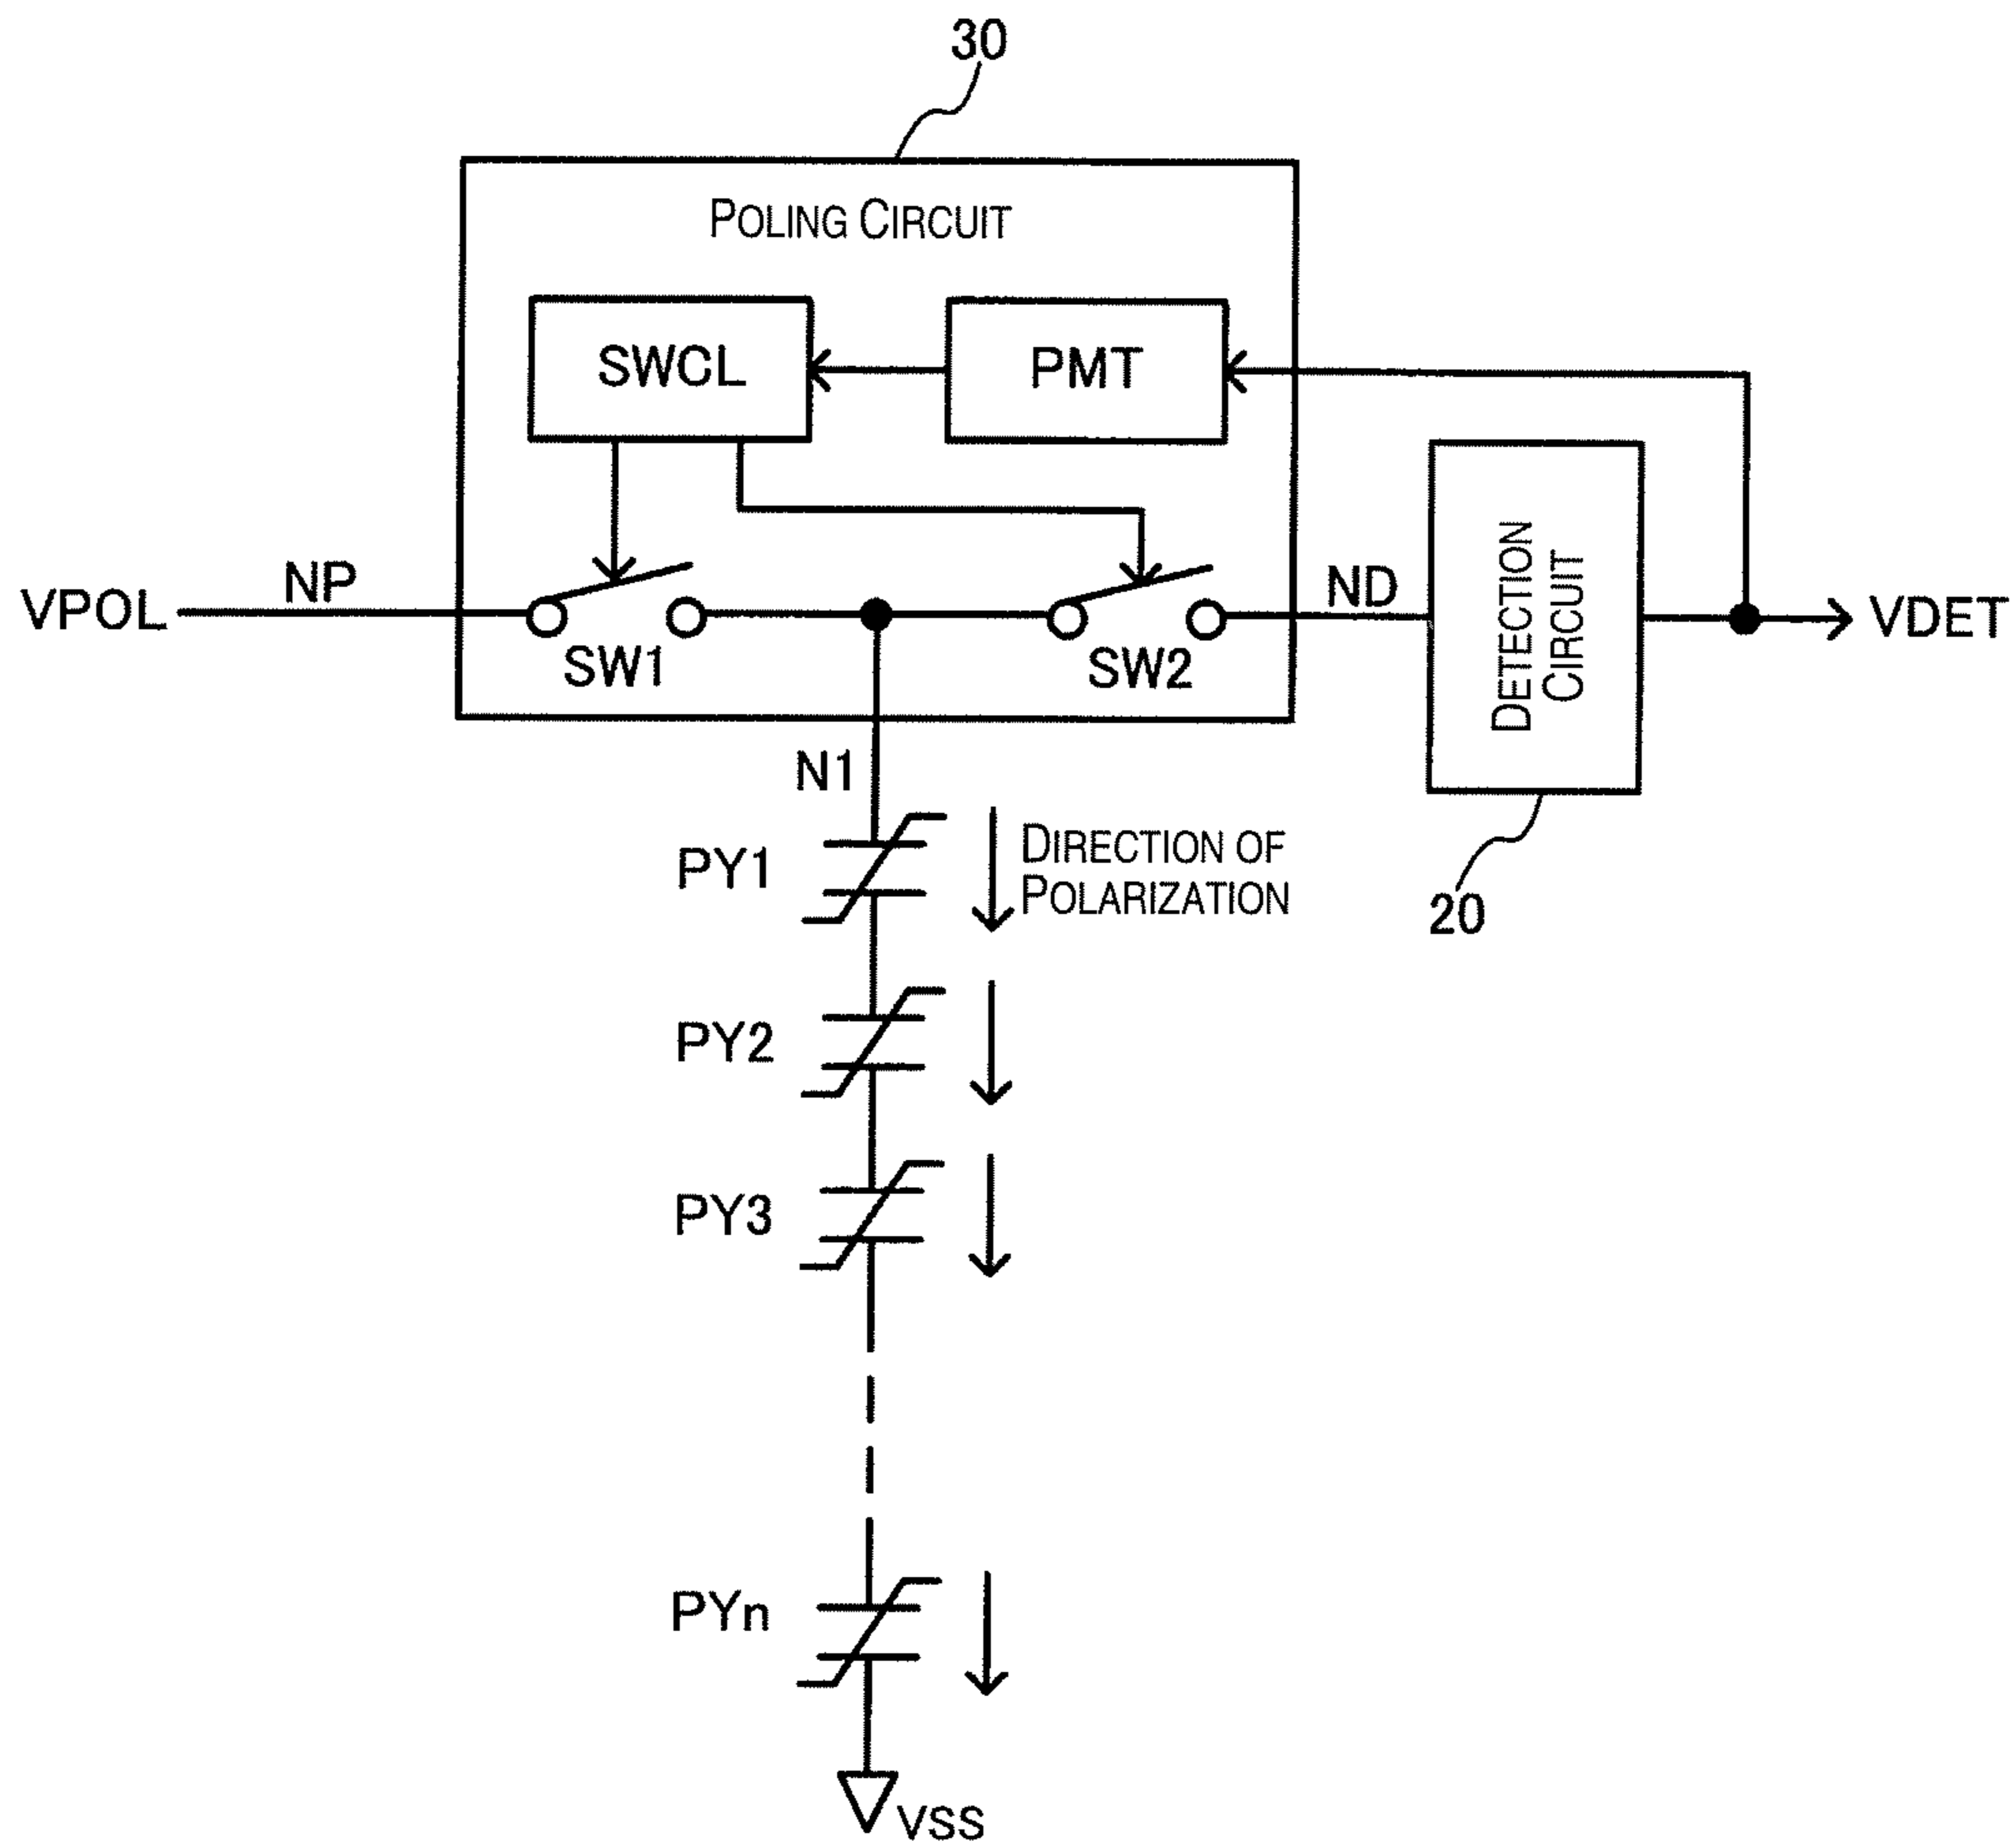 30
POLING CIRCUIT
SWCL
PMT
VPOL
NP
SW1
SW2
ND
DETECTION
CIRCUIT
VDET
N1
PY1
DIRECTION OF
POLARIZATION
20
PY2
PY3
PYn
VSS